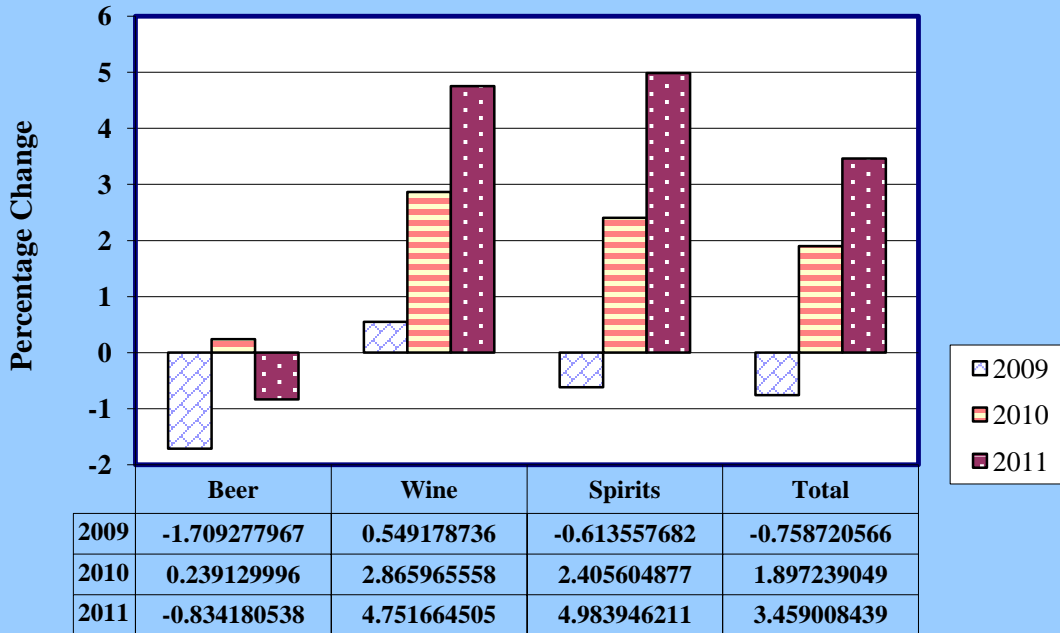 Percentage Change
6
5
4
3
2
1
0
-1
-2
2009
2010
2011
Beer Wine Spirits Total
2009 -1.709277967 0.549178736 -0.613557682 -0.758720566
2010 0.239129996 2.865965558 2.405604877 1.897239049
2011 -0.834180538 4.751664505 4.983946211 3.459008439